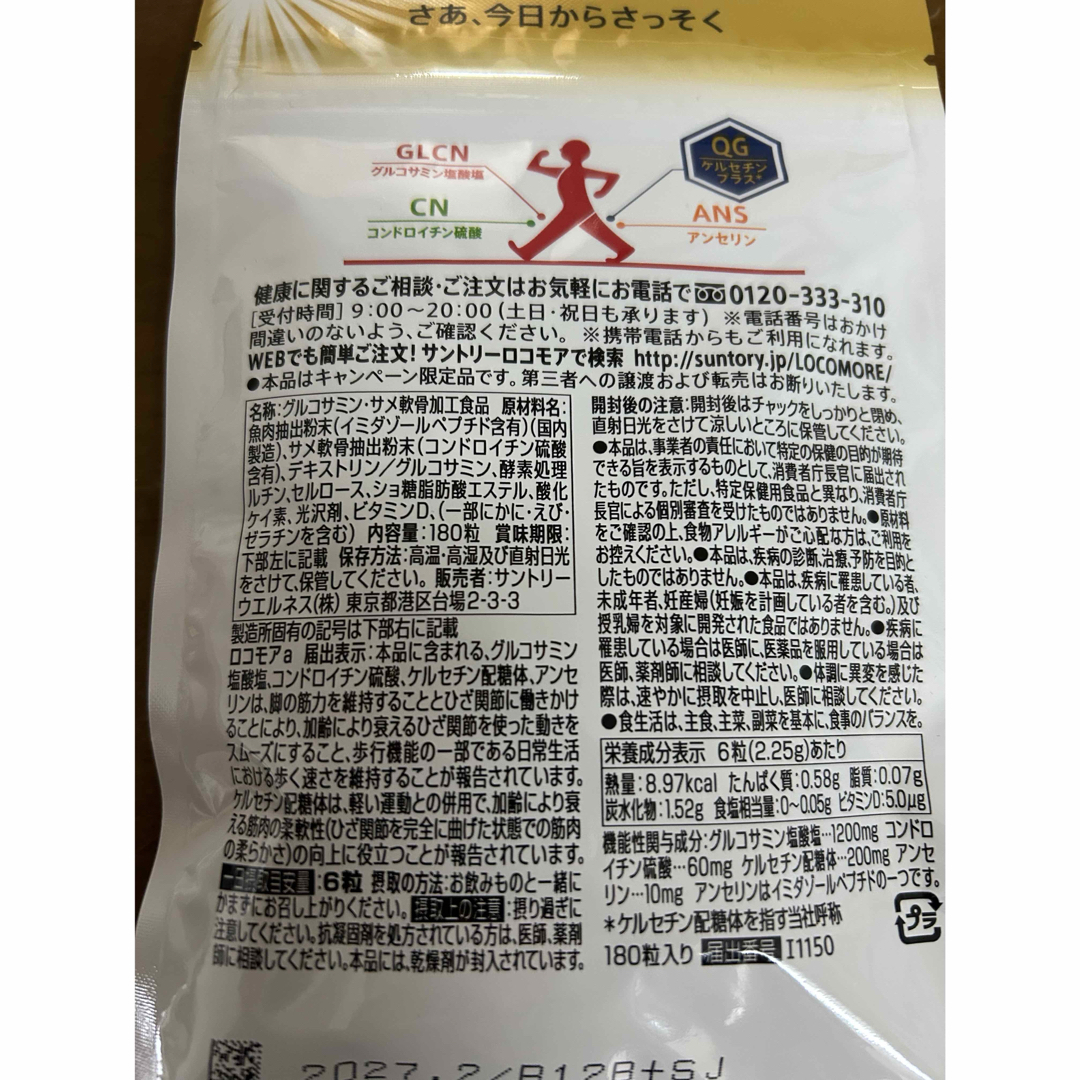 さあ、今日からさっそく
GLCN
グルコサミン塩酸塩
CN
コンドロイチン硫酸
QG
ケルセチン
プラス*
ANS
アンセリン
健康に関するご相談・ご注文はお気軽にお電話で 0120-333-310
[受付時間] 9:00～20:00 (土日・祝日も承ります) ※電話番号はおかけ
間違いのないよう、ご確認ください。 ※携帯電話からもご利用になれます。
WEBでも簡単ご注文! サントリーロコモアで検索 http://suntory.jp/LOCOMORE/
●本品はキャンペーン限定品です。第三者への譲渡および転売はお断りいたします。
名称:グルコサミン・サメ軟骨加工食品 原材料名:
魚肉抽出粉末(イミダゾールペプチド含有)(国内
製造)、サメ軟骨抽出粉末(コンドロイチン硫酸
含有)、デキストリン／グルコサミン、酵素処理
ルチン、セルロース、ショ糖脂肪酸エステル、酸化
ケイ素、光沢剤、ビタミンD、(一部にかに・えび・
ゼラチンを含む) 内容量:180粒 賞味期限:
下部左に記載 保存方法:高温・高湿及び直射日光
をさけて、保管してください。 販売者:サントリー
ウエルネス(株) 東京都港区台場2-3-3
製造所固有の記号は下部右に記載
ロコモアa 届出表示:本品に含まれる、グルコサミン
塩酸塩、コンドロイチン硫酸、ケルセチン配糖体、アンセ
リンは、脚の筋力を維持することとひざ関節に働きかけ
ることにより、加齢により衰えるひざ関節を使った動きを
スムーズにすること、歩行機能の一部である日常生活
における歩く速さを維持することが報告されています。
ケルセチン配糖体は、軽い運動との併用で、加齢により衰
える筋肉の柔軟性(ひざ関節を完全に曲げた状態での筋肉
の柔らかさ)の向上に役立つことが報告されています。
一日摂取目安量:6粒 摂取の方法:お飲みものと一緒に
かまずにお召し上がりください。 摂取上の注意:摂り過ぎに
注意してください。抗凝固剤を処方されている方は、医師、薬剤
師に相談してください。本品には、乾燥剤が封入されています。
開封後の注意:開封後はチャックをしっかりと閉め、
直射日光をさけて涼しいところに保管してください。
●本品は、事業者の責任において特定の保健の目的が期待
できる旨を表示するものとして、消費者庁長官に届出され
たものです。ただし、特定保健用食品と異なり、消費者庁
長官による個別審査を受けたものではありません。●原材料
をご確認の上、食物アレルギーがご心配な方は、ご利用を
お控えください。●本品は、疾病の診断、治療、予防を目的と
したものではありません。●本品は、疾病に罹患している者、
未成年者、妊産婦(妊娠を計画している者を含む。)及び
授乳婦を対象に開発された食品ではありません。●疾病に
罹患している場合は医師に、医薬品を服用している場合は
医師、薬剤師に相談してください。●体調に異変を感じた
際は、速やかに摂取を中止し、医師に相談してください。
●食生活は、主食、主菜、副菜を基本に、食事のバランスを。
栄養成分表示 6粒(2.25g)あたり
熱量:8.97kcal たんぱく質:0.58g 脂質:0.07g
炭水化物:1.52g 食塩相当量:0～0.05g ビタミンD:5.0μg
機能性関与成分:グルコサミン塩酸塩…1200mg コンドロ
イチン硫酸…60mg ケルセチン配糖体…200mg アンセ
リン…10mg アンセリンはイミダゾールペプチドの一つです。
*ケルセチン配糖体を指す当社呼称
180粒入り 届出番号 I1150
プラ
2027.2/B12B+SJ